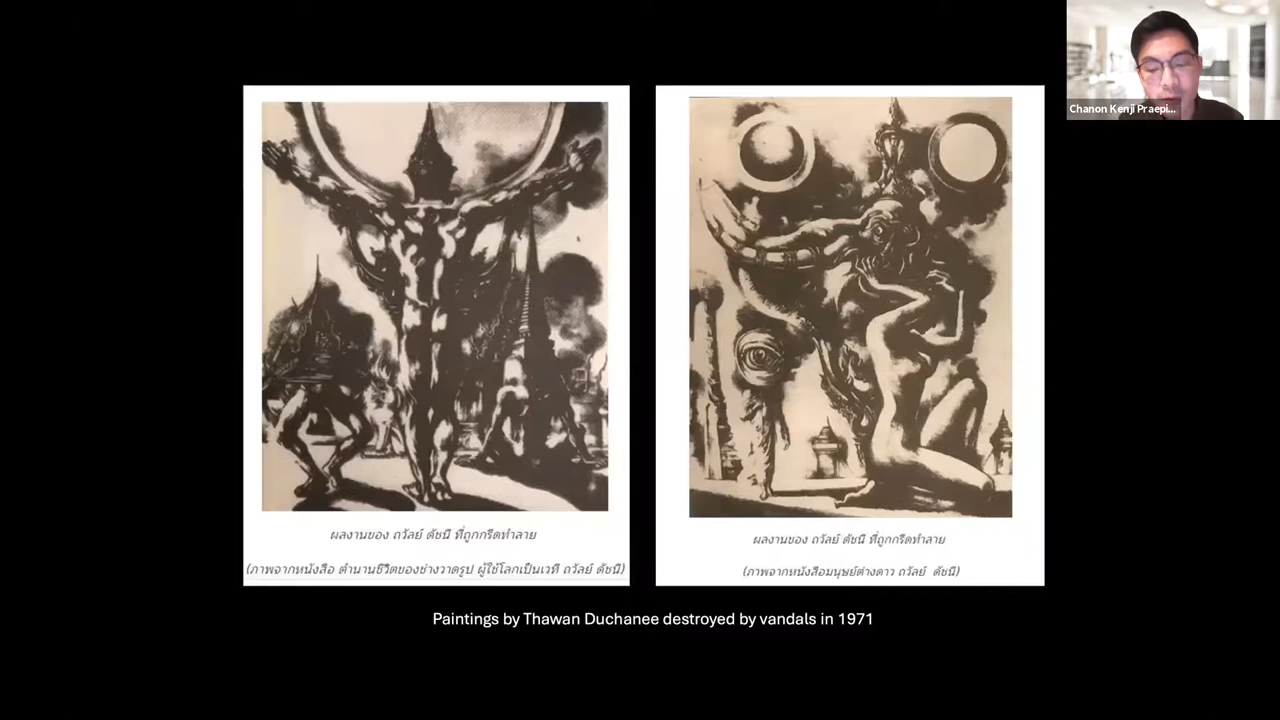 Chanon Kenji Praepi...
ผลงานของ ถวัลย์ ดัชนี ที่ถูกกรีดทำลาย
(ภาพจากหนังสือ ตำนานชีวิตของช่างวาดรูป ผู้ใช้โลกเป็นเวที ถวัลย์ ดัชนี)
ผลงานของ ถวัลย์ ดัชนี ที่ถูกกรีดทำลาย
(ภาพจากหนังสือมนุษย์ต่างดาว ถวัลย์ ดัชนี)
Paintings by Thawan Duchanee destroyed by vandals in 1971